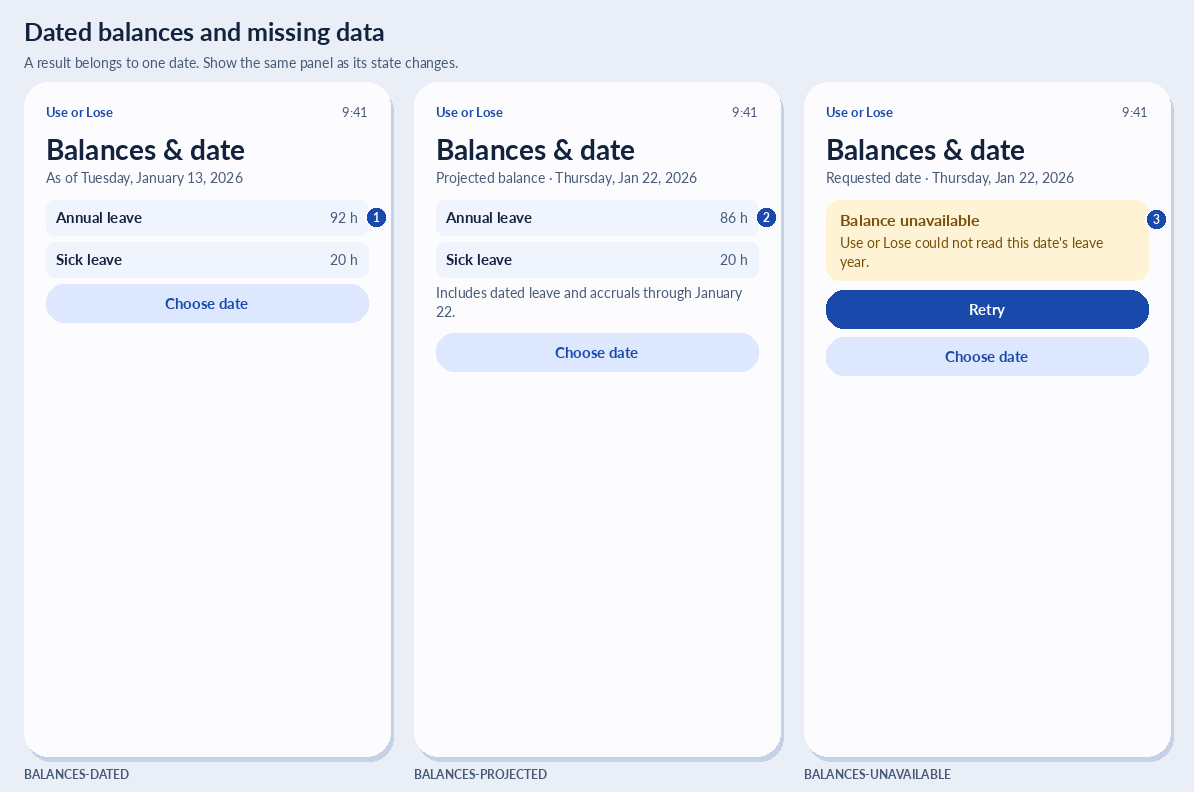 Dated balances and missing data
A result belongs to one date. Show the same panel as its state changes.
Use or Lose
9:41
Balances & date
As of Tuesday, January 13, 2026
Annual leave
92 h
1
Sick leave
20 h
Choose date
BALANCES-DATED
Use or Lose
9:41
Balances & date
Projected balance · Thursday, Jan 22, 2026
Annual leave
86 h
2
Sick leave
20 h
Includes dated leave and accruals through January
22.
Choose date
BALANCES-PROJECTED
Use or Lose
9:41
Balances & date
Requested date · Thursday, Jan 22, 2026
Balance unavailable
3
Use or Lose could not read this date's leave
year.
Retry
Choose date
BALANCES-UNAVAILABLE